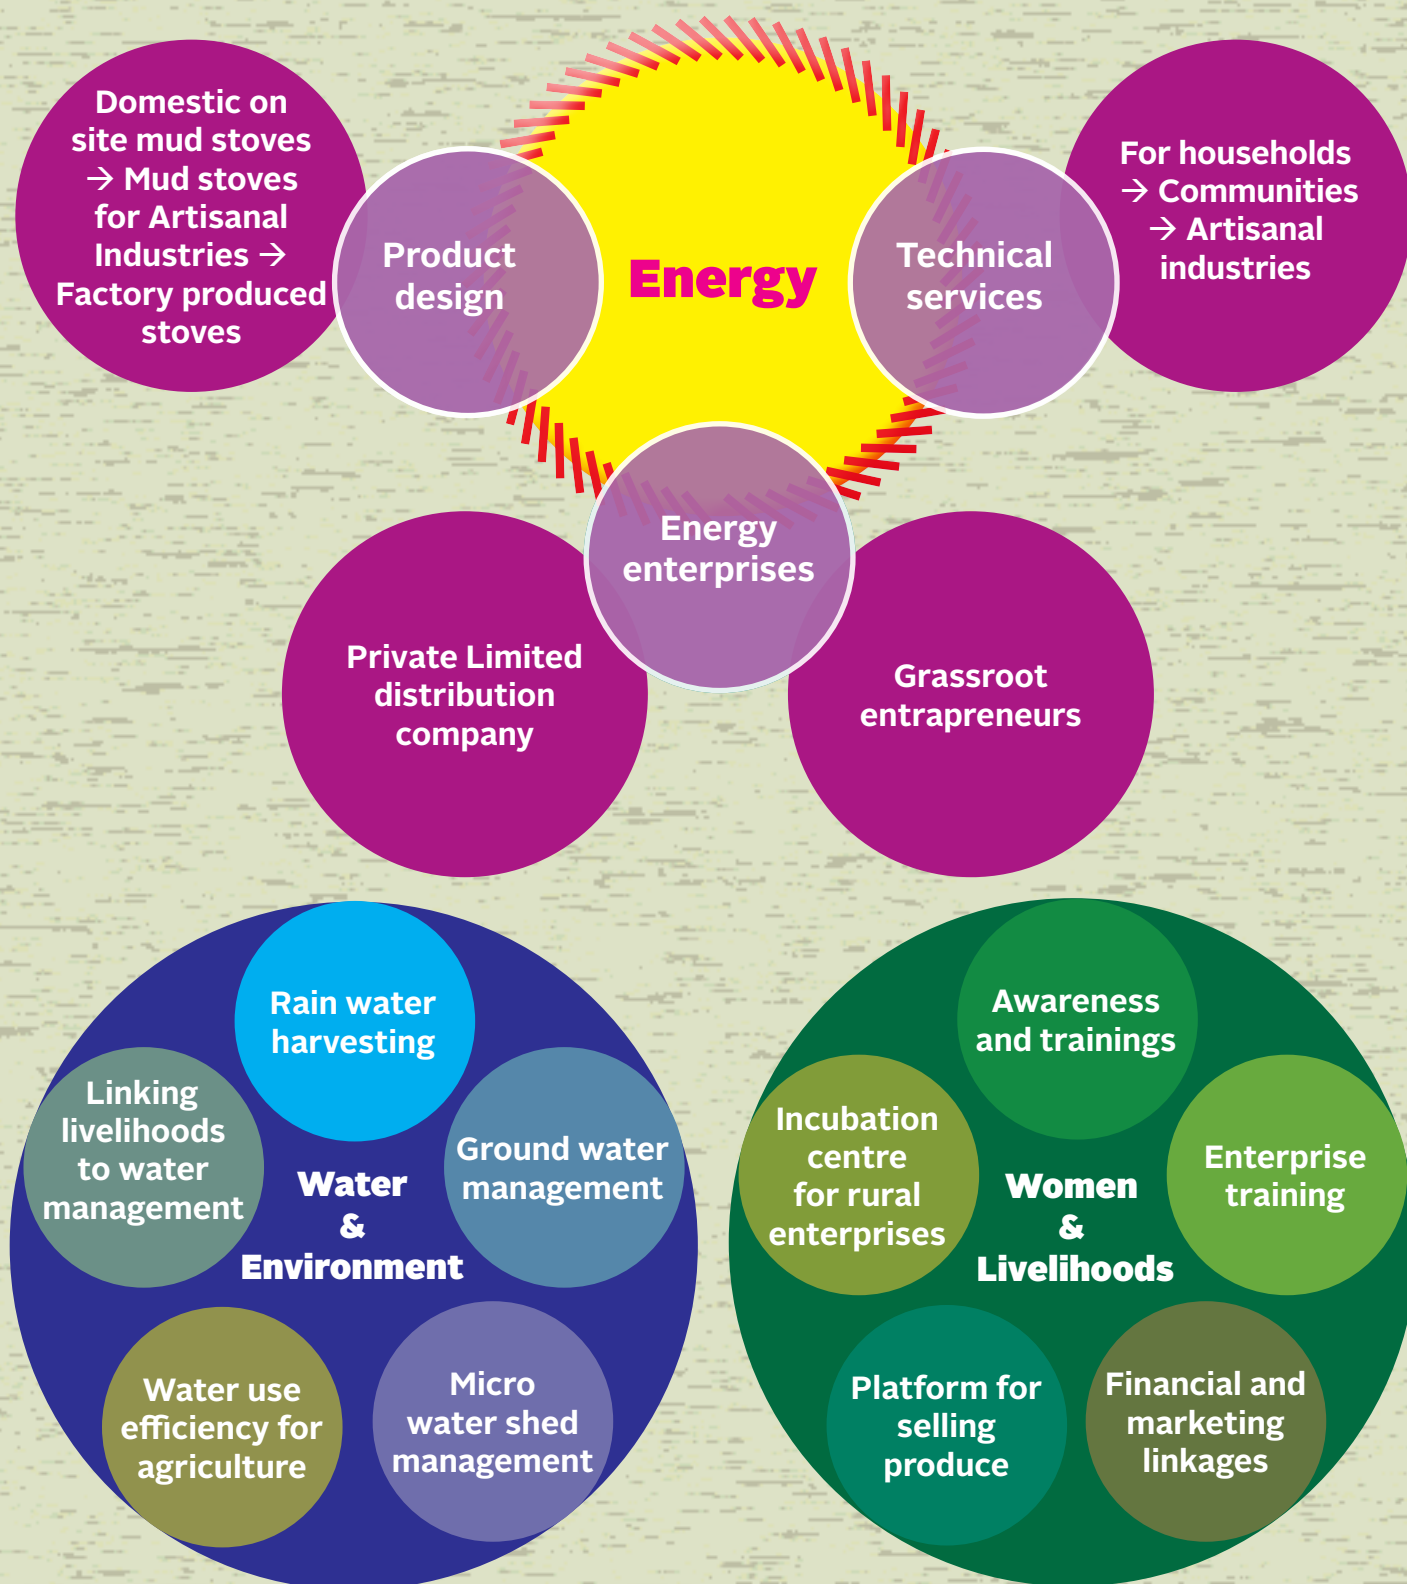 Domestic on
site mud stoves
→ Mud stoves
for Artisanal
Industries →
Factory produced
stoves
Product
design
Energy
Technical
services
For households
→ Communities
→ Artisanal
industries
Energy
enterprises
Private Limited
distribution
company
Grassroot
entrapreneurs
Rain water
harvesting
Linking
livelihoods
to water
management
Ground water
management
Water
&
Environment
Water use
efficiency for
agriculture
Micro
water shed
management
Awareness
and trainings
Incubation
centre
for rural
enterprises
Enterprise
training
Women
&
Livelihoods
Platform for
selling
produce
Financial and
marketing
linkages